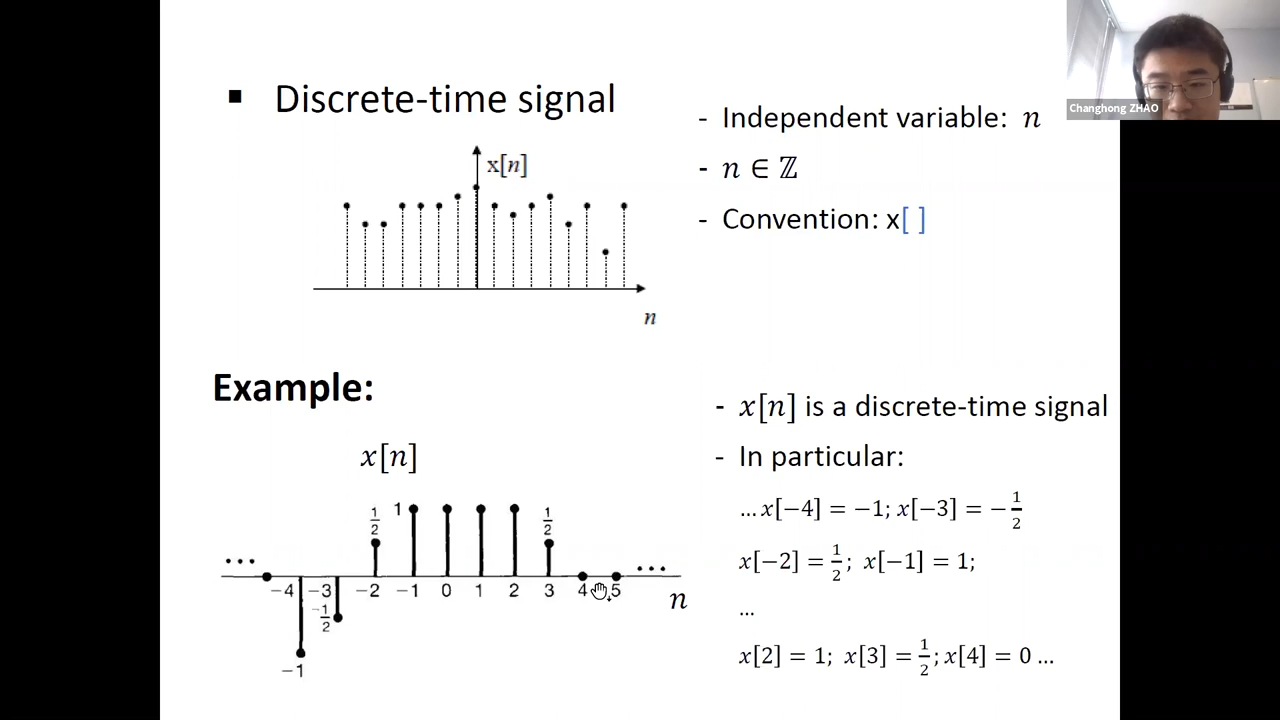 Changhong ZHAO
▪ Discrete-time signal
- Independent variable: n
- n ∈ ℤ
- Convention: x[ ]
x[n]
n
Example:
x[n]
1/2 1 1/2
... ...
−4 −3 −2 −1 0 1 2 3 4 5
n
−1/2
−1
- x[n] is a discrete-time signal
- In particular:
... x[−4] = −1; x[−3] = −1/2
x[−2] = 1/2; x[−1] = 1;
...
x[2] = 1; x[3] = 1/2; x[4] = 0 ...